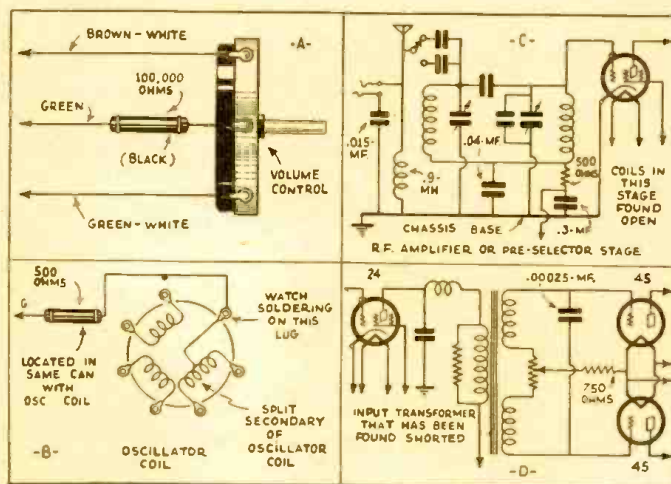 BROWN-WHITE
-A-
100,000
OHMS
GREEN
(BLACK)
VOLUME
CONTROL
GREEN-WHITE
-C-
.015-
MF.
.04-MF.
.9-
MH
500
OHMS
COILS IN
THIS
STAGE
FOUND
OPEN
CHASSIS BASE
.3-MF
R.F. AMPLIFIER OR PRE-SELECTOR STAGE
500
OHMS
G
LOCATED IN
SAME CAN
WITH
OSC COIL
WATCH
SOLDERING
ON THIS
LUG
SPLIT
SECONDARY
OF
OSCILLATOR
COIL
-B-
OSCILLATOR
COIL
24
.00025-MF.
45
750
OHMS
INPUT TRANSFORMER
THAT HAS BEEN
FOUND SHORTED
-D-
45